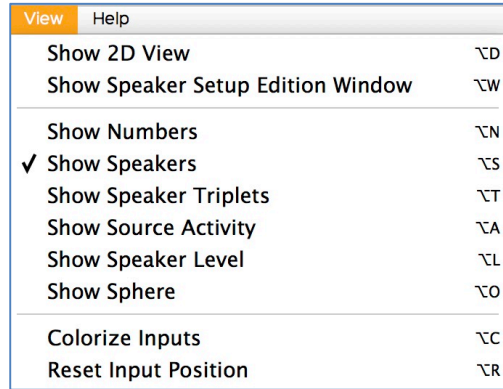 View Help
Show 2D View ⌥D
Show Speaker Setup Edition Window ⌥W
Show Numbers ⌥N
✓ Show Speakers ⌥S
Show Speaker Triplets ⌥T
Show Source Activity ⌥A
Show Speaker Level ⌥L
Show Sphere ⌥O
Colorize Inputs ⌥C
Reset Input Position ⌥R